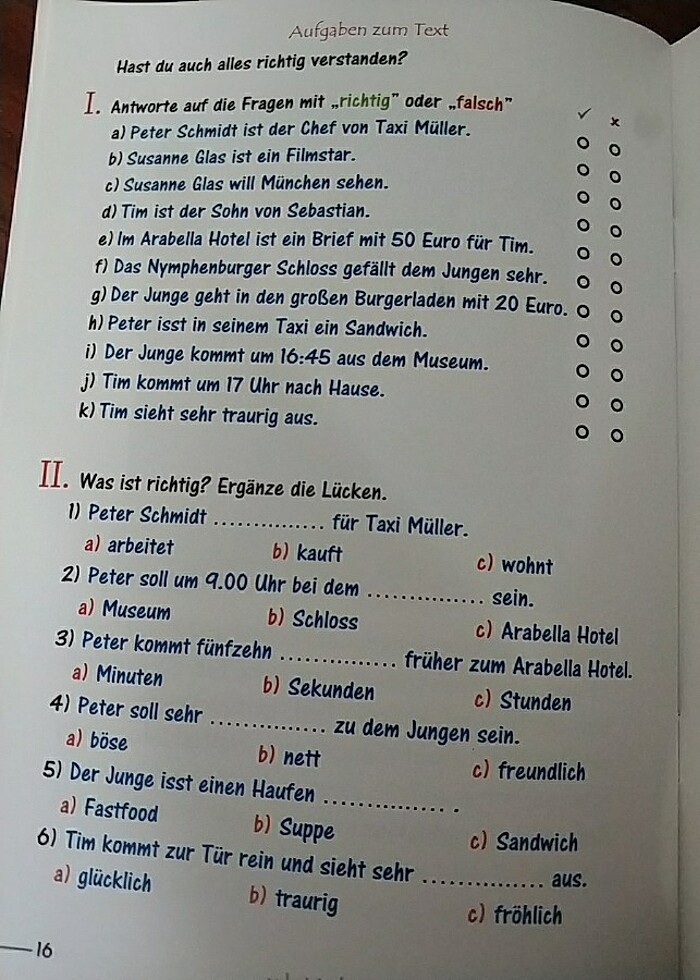 Aufgaben zum Text
Hast du auch alles richtig verstanden?
I. Antworte auf die Fragen mit „richtig" oder „falsch"
✓ x
a) Peter Schmidt ist der Chef von Taxi Müller.
b) Susanne Glas ist ein Filmstar.
c) Susanne Glas will München sehen.
d) Tim ist der Sohn von Sebastian.
e) Im Arabella Hotel ist ein Brief mit 50 Euro für Tim.
f) Das Nymphenburger Schloss gefällt dem Jungen sehr.
g) Der Junge geht in den großen Burgerladen mit 20 Euro.
h) Peter isst in seinem Taxi ein Sandwich.
i) Der Junge kommt um 16:45 aus dem Museum.
j) Tim kommt um 17 Uhr nach Hause.
k) Tim sieht sehr traurig aus.
II. Was ist richtig? Ergänze die Lücken.
1) Peter Schmidt ............... für Taxi Müller.
a) arbeitet b) kauft c) wohnt
2) Peter soll um 9.00 Uhr bei dem ............... sein.
a) Museum b) Schloss c) Arabella Hotel
3) Peter kommt fünfzehn ............... früher zum Arabella Hotel.
a) Minuten b) Sekunden c) Stunden
4) Peter soll sehr ............... zu dem Jungen sein.
a) böse b) nett c) freundlich
5) Der Junge isst einen Haufen ............... .
a) Fastfood b) Suppe c) Sandwich
6) Tim kommt zur Tür rein und sieht sehr ............... aus.
a) glücklich b) traurig c) fröhlich
16